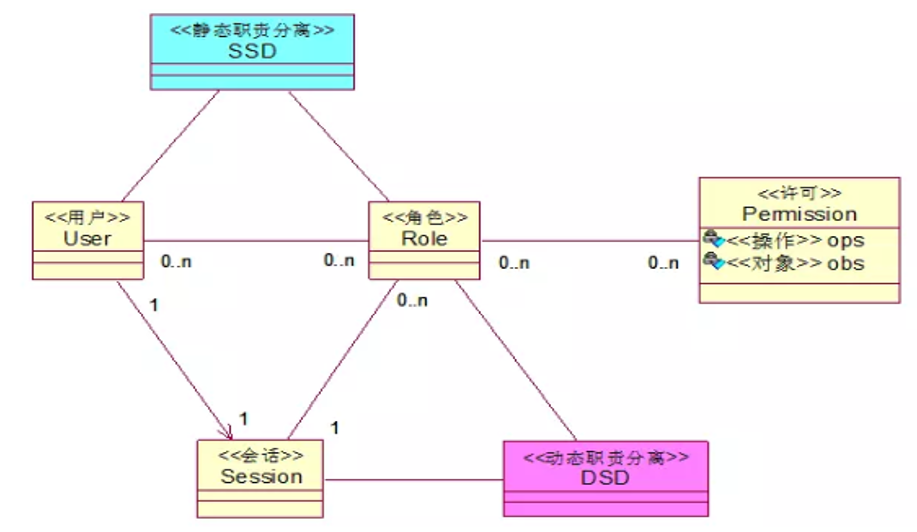 <<静态职责分离>>
SSD
<<用户>>
User
<<角色>>
Role
<<许可>>
Permission
<<操作>> ops
<<对象>> obs
0..n
0..n
0..n
0..n
0..n
1
1
1
<<会话>>
Session
<<动态职责分离>>
DSD